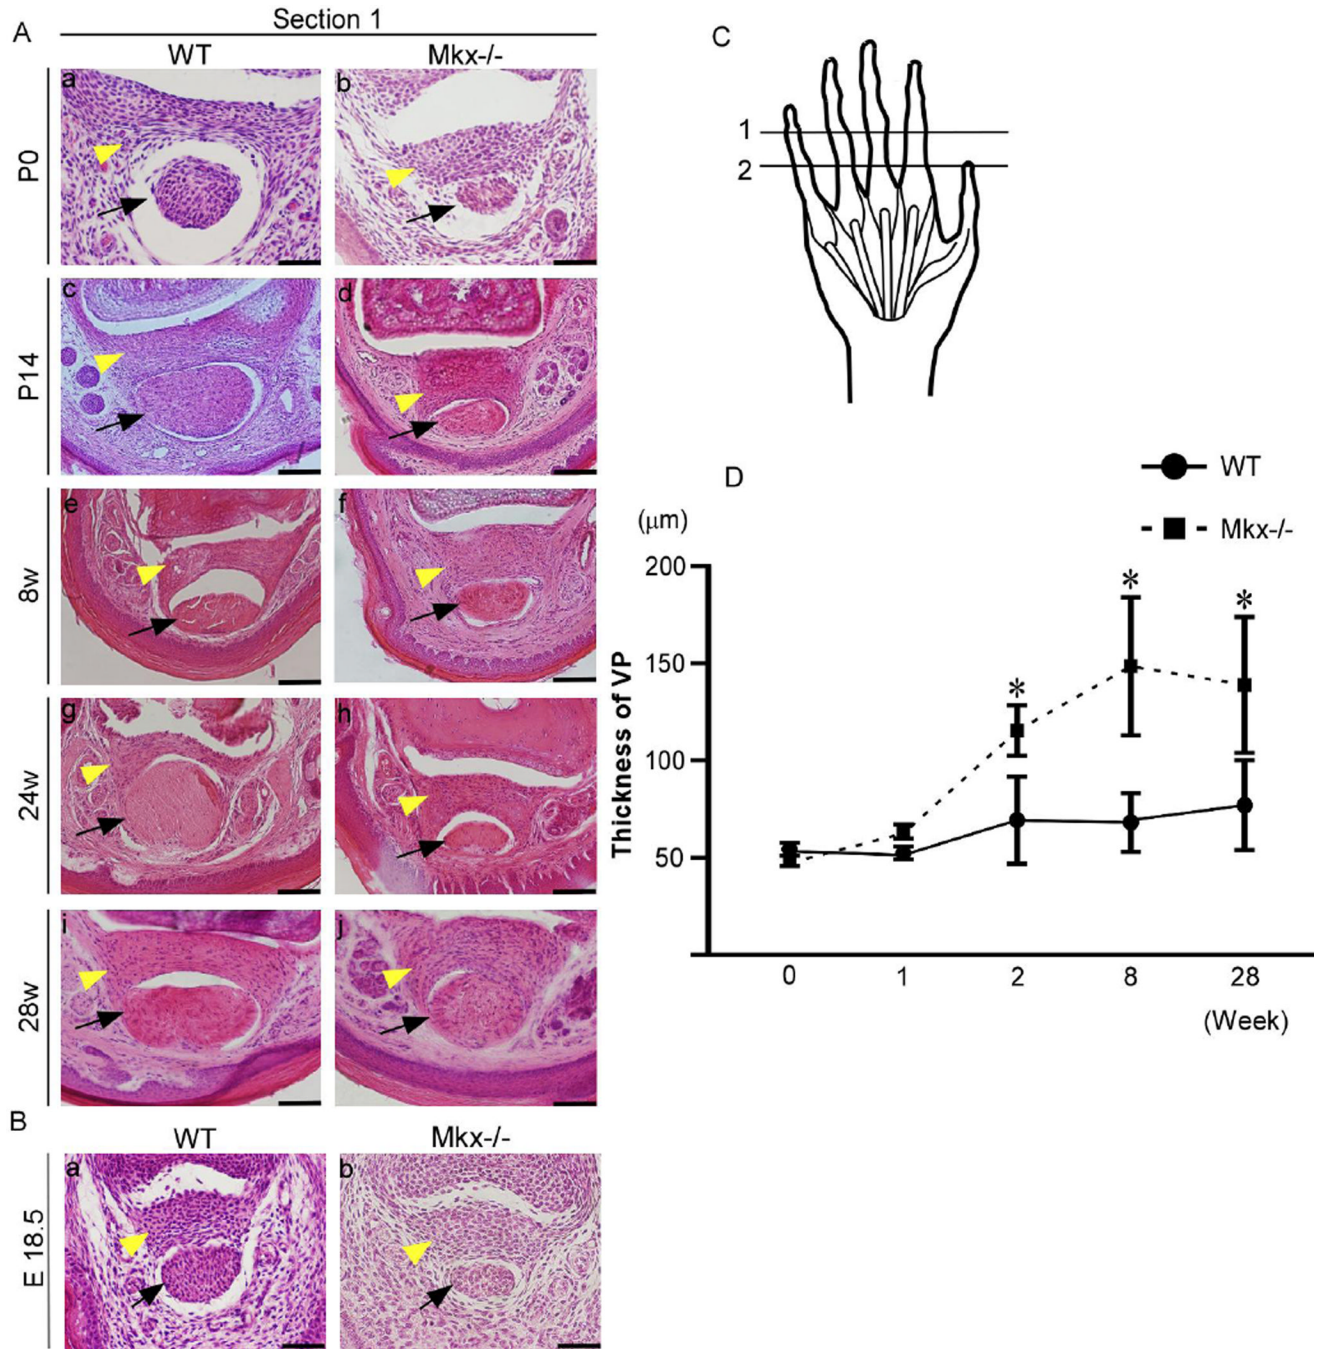 A
Section 1
WT Mkx-/-
P0
a
b
P14
c
d
8w
e
f
24w
g
h
28w
i
j
B
WT Mkx-/-
E 18.5
a
b
C
1
2
D
WT
Mkx-/-
(μm)
200
150
100
50
Thickness of VP
* * *
0 1 2 8 28
(Week)